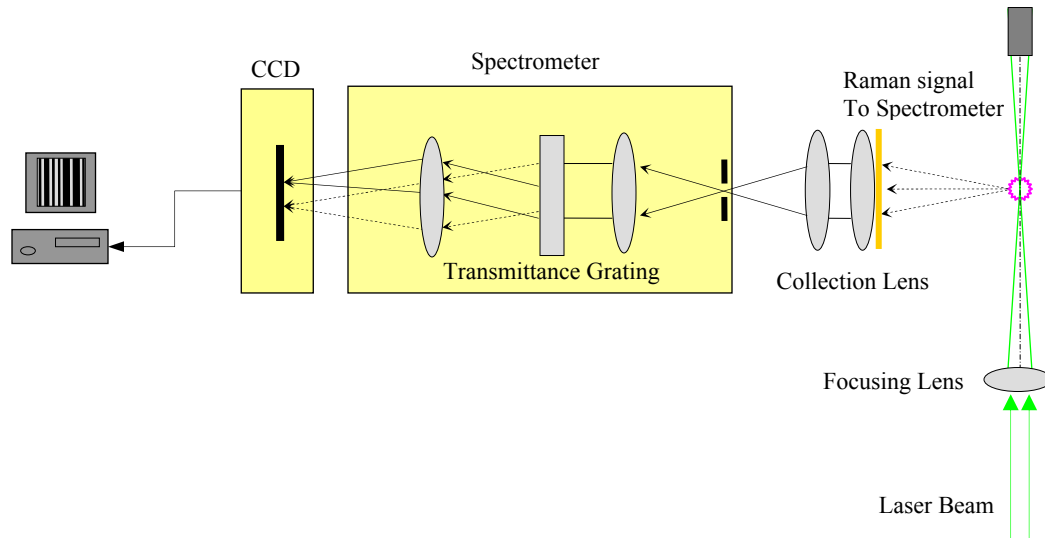 Spectrometer
CCD
Raman signal
To Spectrometer
Transmittance Grating
Collection Lens
Focusing Lens
Laser Beam